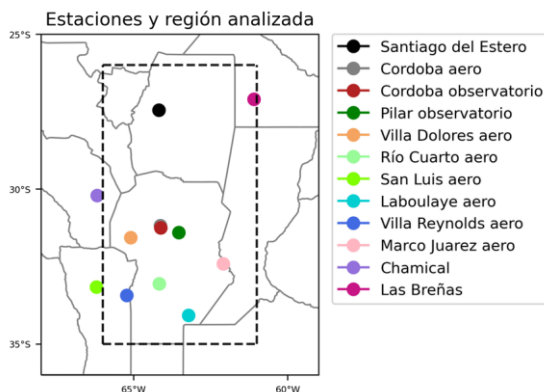 Estaciones y región analizada
25°S
30°S
35°S
65°W
60°W
Santiago del Estero
Cordoba aero
Cordoba observatorio
Pilar observatorio
Villa Dolores aero
Río Cuarto aero
San Luis aero
Laboulaye aero
Villa Reynolds aero
Marco Juarez aero
Chamical
Las Breñas